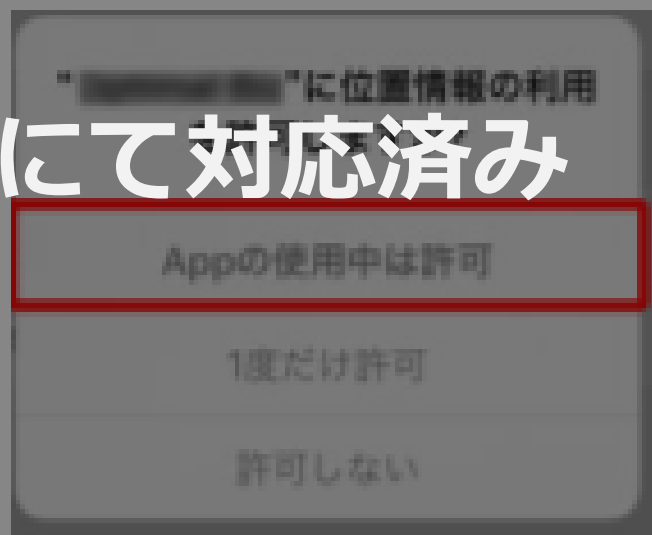 "に位置情報の利用
にて対応済み
Appの使用中は許可
1度だけ許可
許可しない